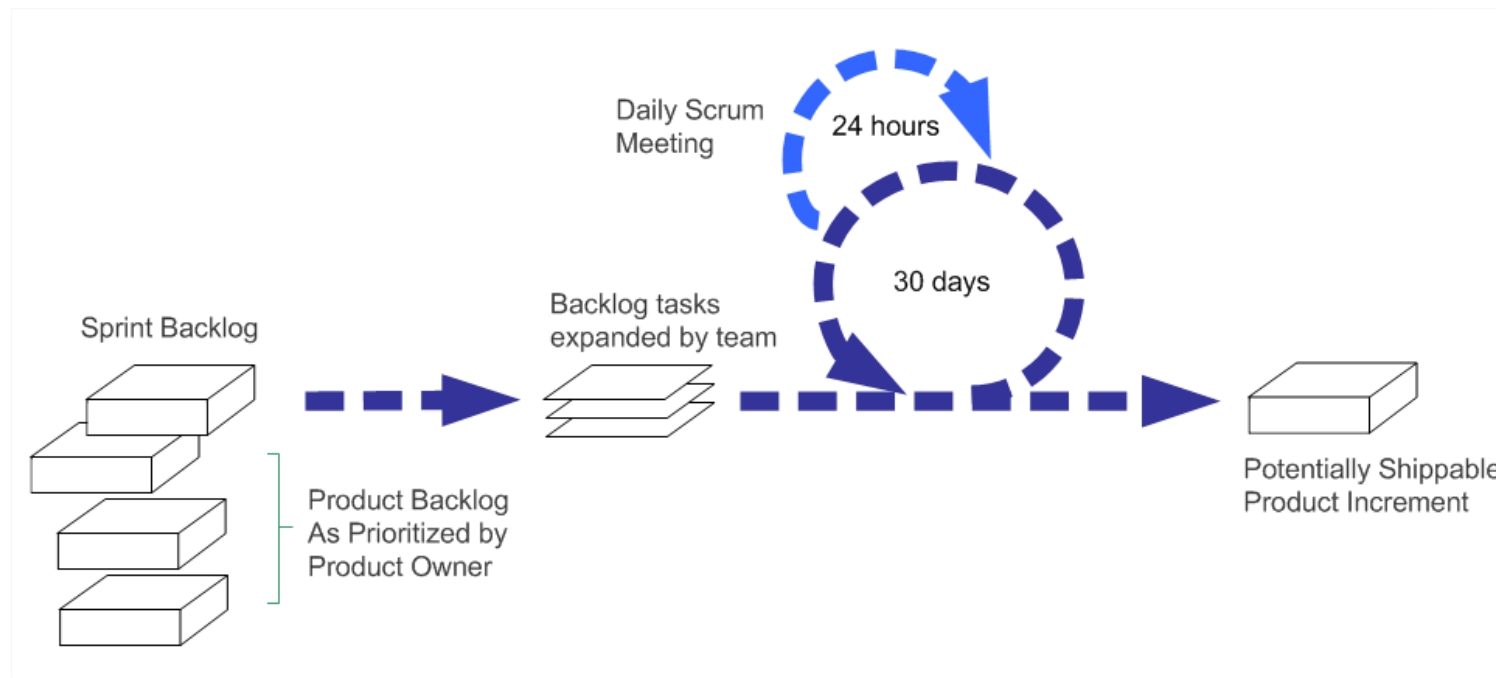 Daily Scrum
Meeting
24 hours
30 days
Sprint Backlog
Backlog tasks
expanded by team
Product Backlog
As Prioritized by
Product Owner
Potentially Shippable
Product Increment